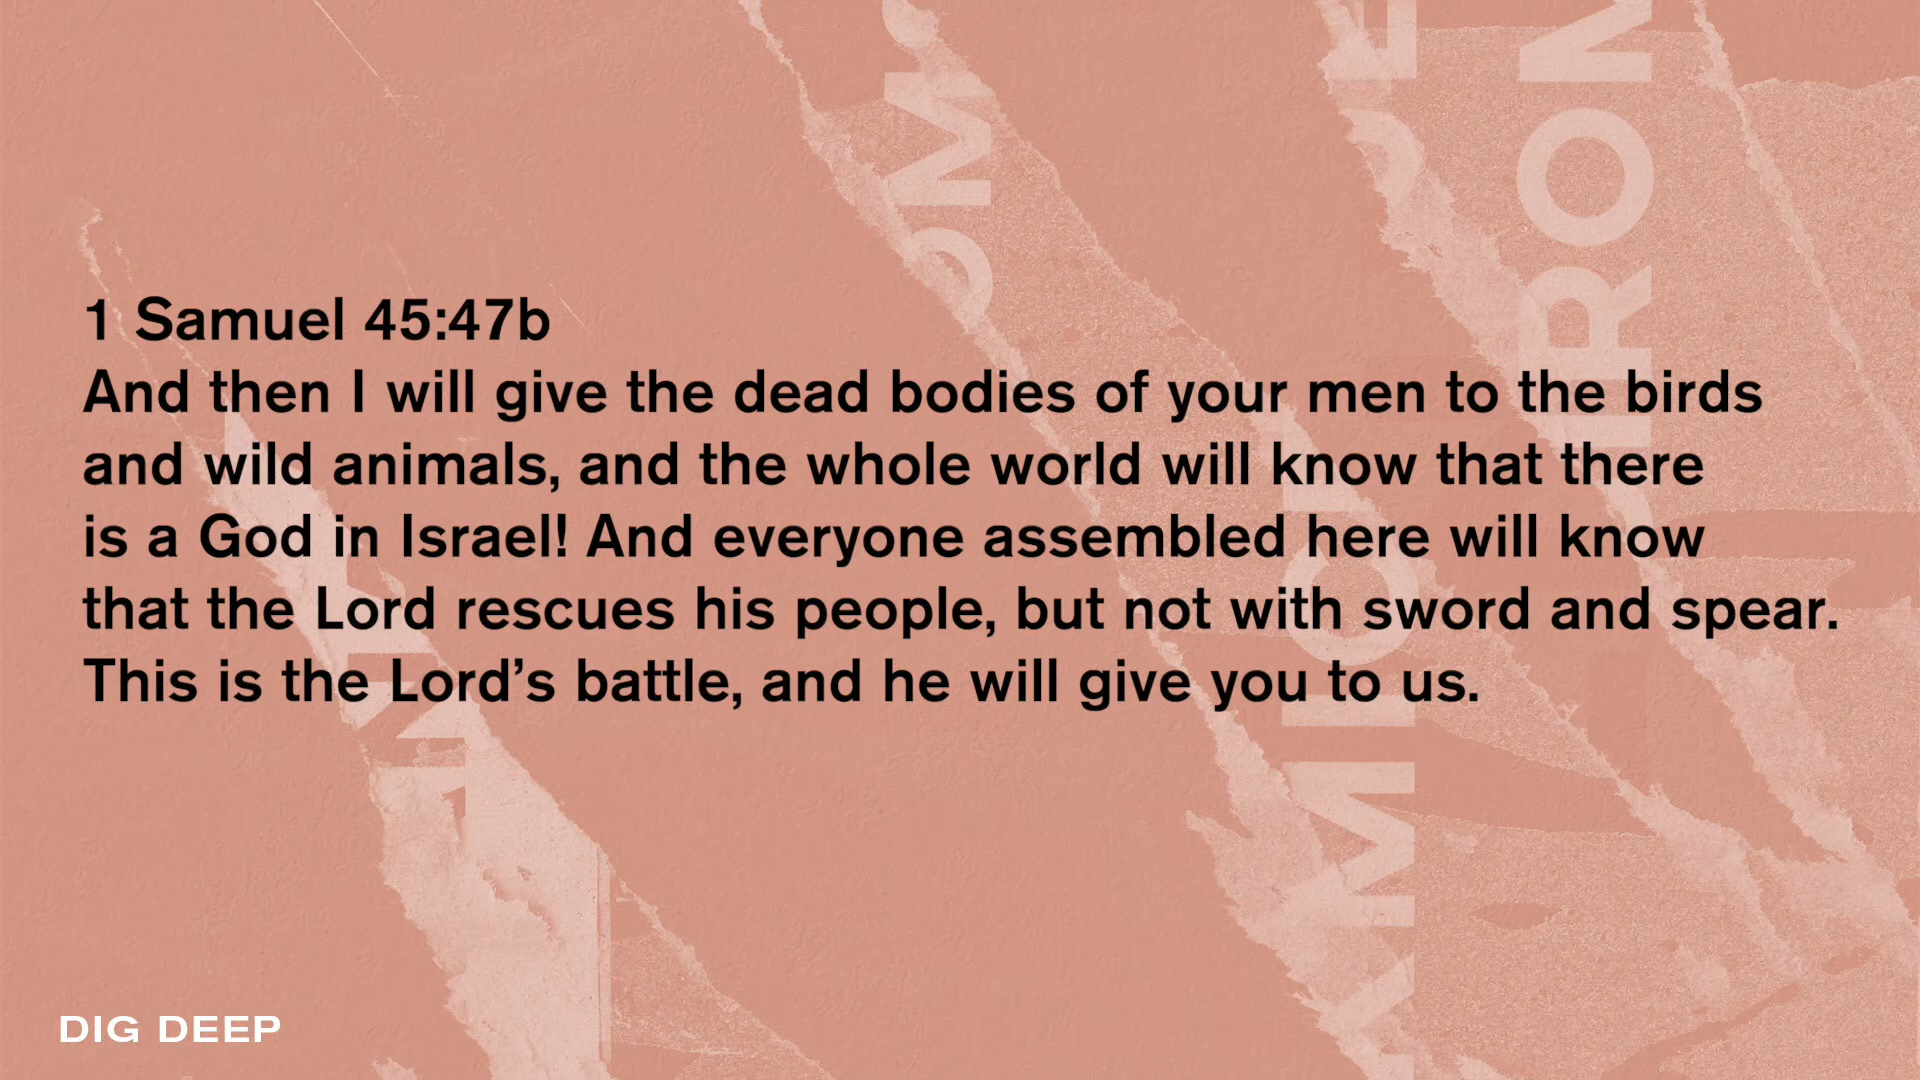 1 Samuel 45:47b
And then I will give the dead bodies of your men to the birds
and wild animals, and the whole world will know that there
is a God in Israel! And everyone assembled here will know
that the Lord rescues his people, but not with sword and spear.
This is the Lord’s battle, and he will give you to us.
DIG DEEP